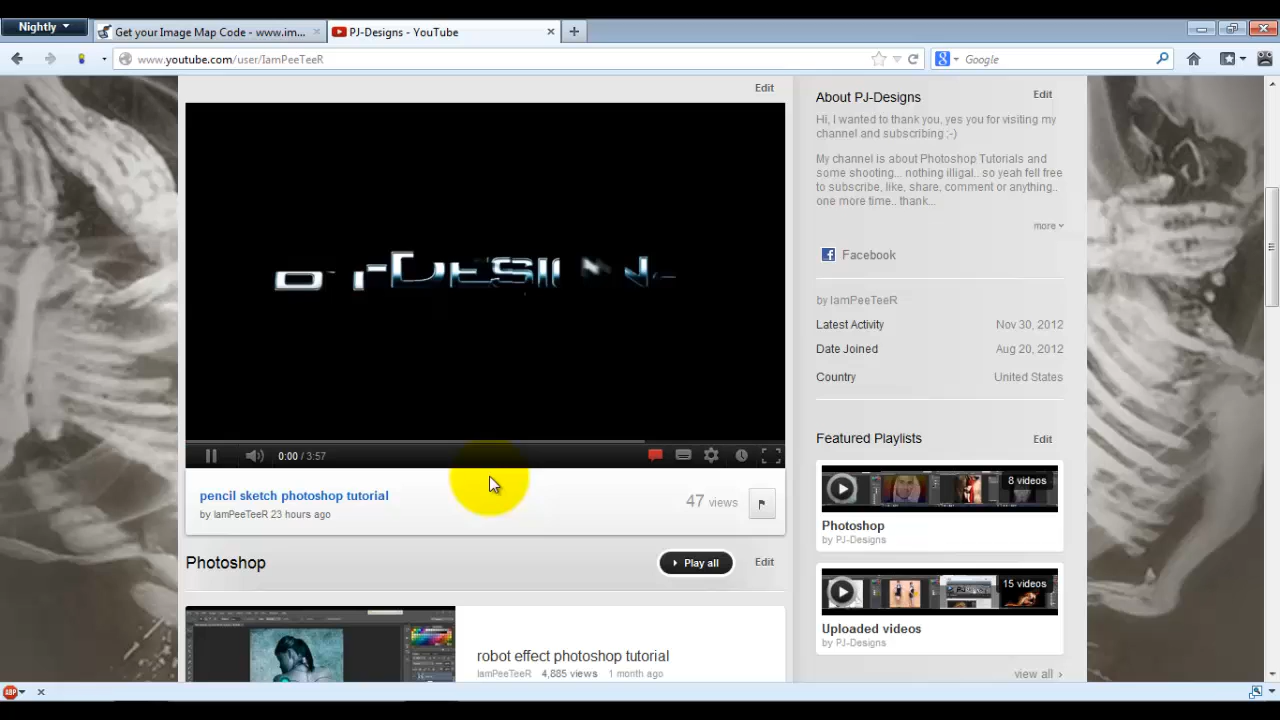 Nightly
Get your Image Map Code - www.im...
PJ-Designs - YouTube
www.youtube.com/user/IamPeeTeeR
Google
Edit
About PJ-Designs
Edit
Hi, I wanted to thank you, yes you for visiting my
channel and subscribing :-)
My channel is about Photoshop Tutorials and
some shooting... nothing illigal.. so yeah fell free
to subscribe, like, share, comment or anything..
one more time.. thank...
more
Facebook
by IamPeeTeeR
Latest Activity Nov 30, 2012
Date Joined Aug 20, 2012
Country United States
0:00 / 3:57
pencil sketch photoshop tutorial
by IamPeeTeeR 23 hours ago
47 views
Featured Playlists
Edit
8 videos
Photoshop
by PJ-Designs
15 videos
Uploaded videos
by PJ-Designs
view all ›
Photoshop
Play all
Edit
robot effect photoshop tutorial
IamPeeTeeR 4,885 views 1 month ago
ABP